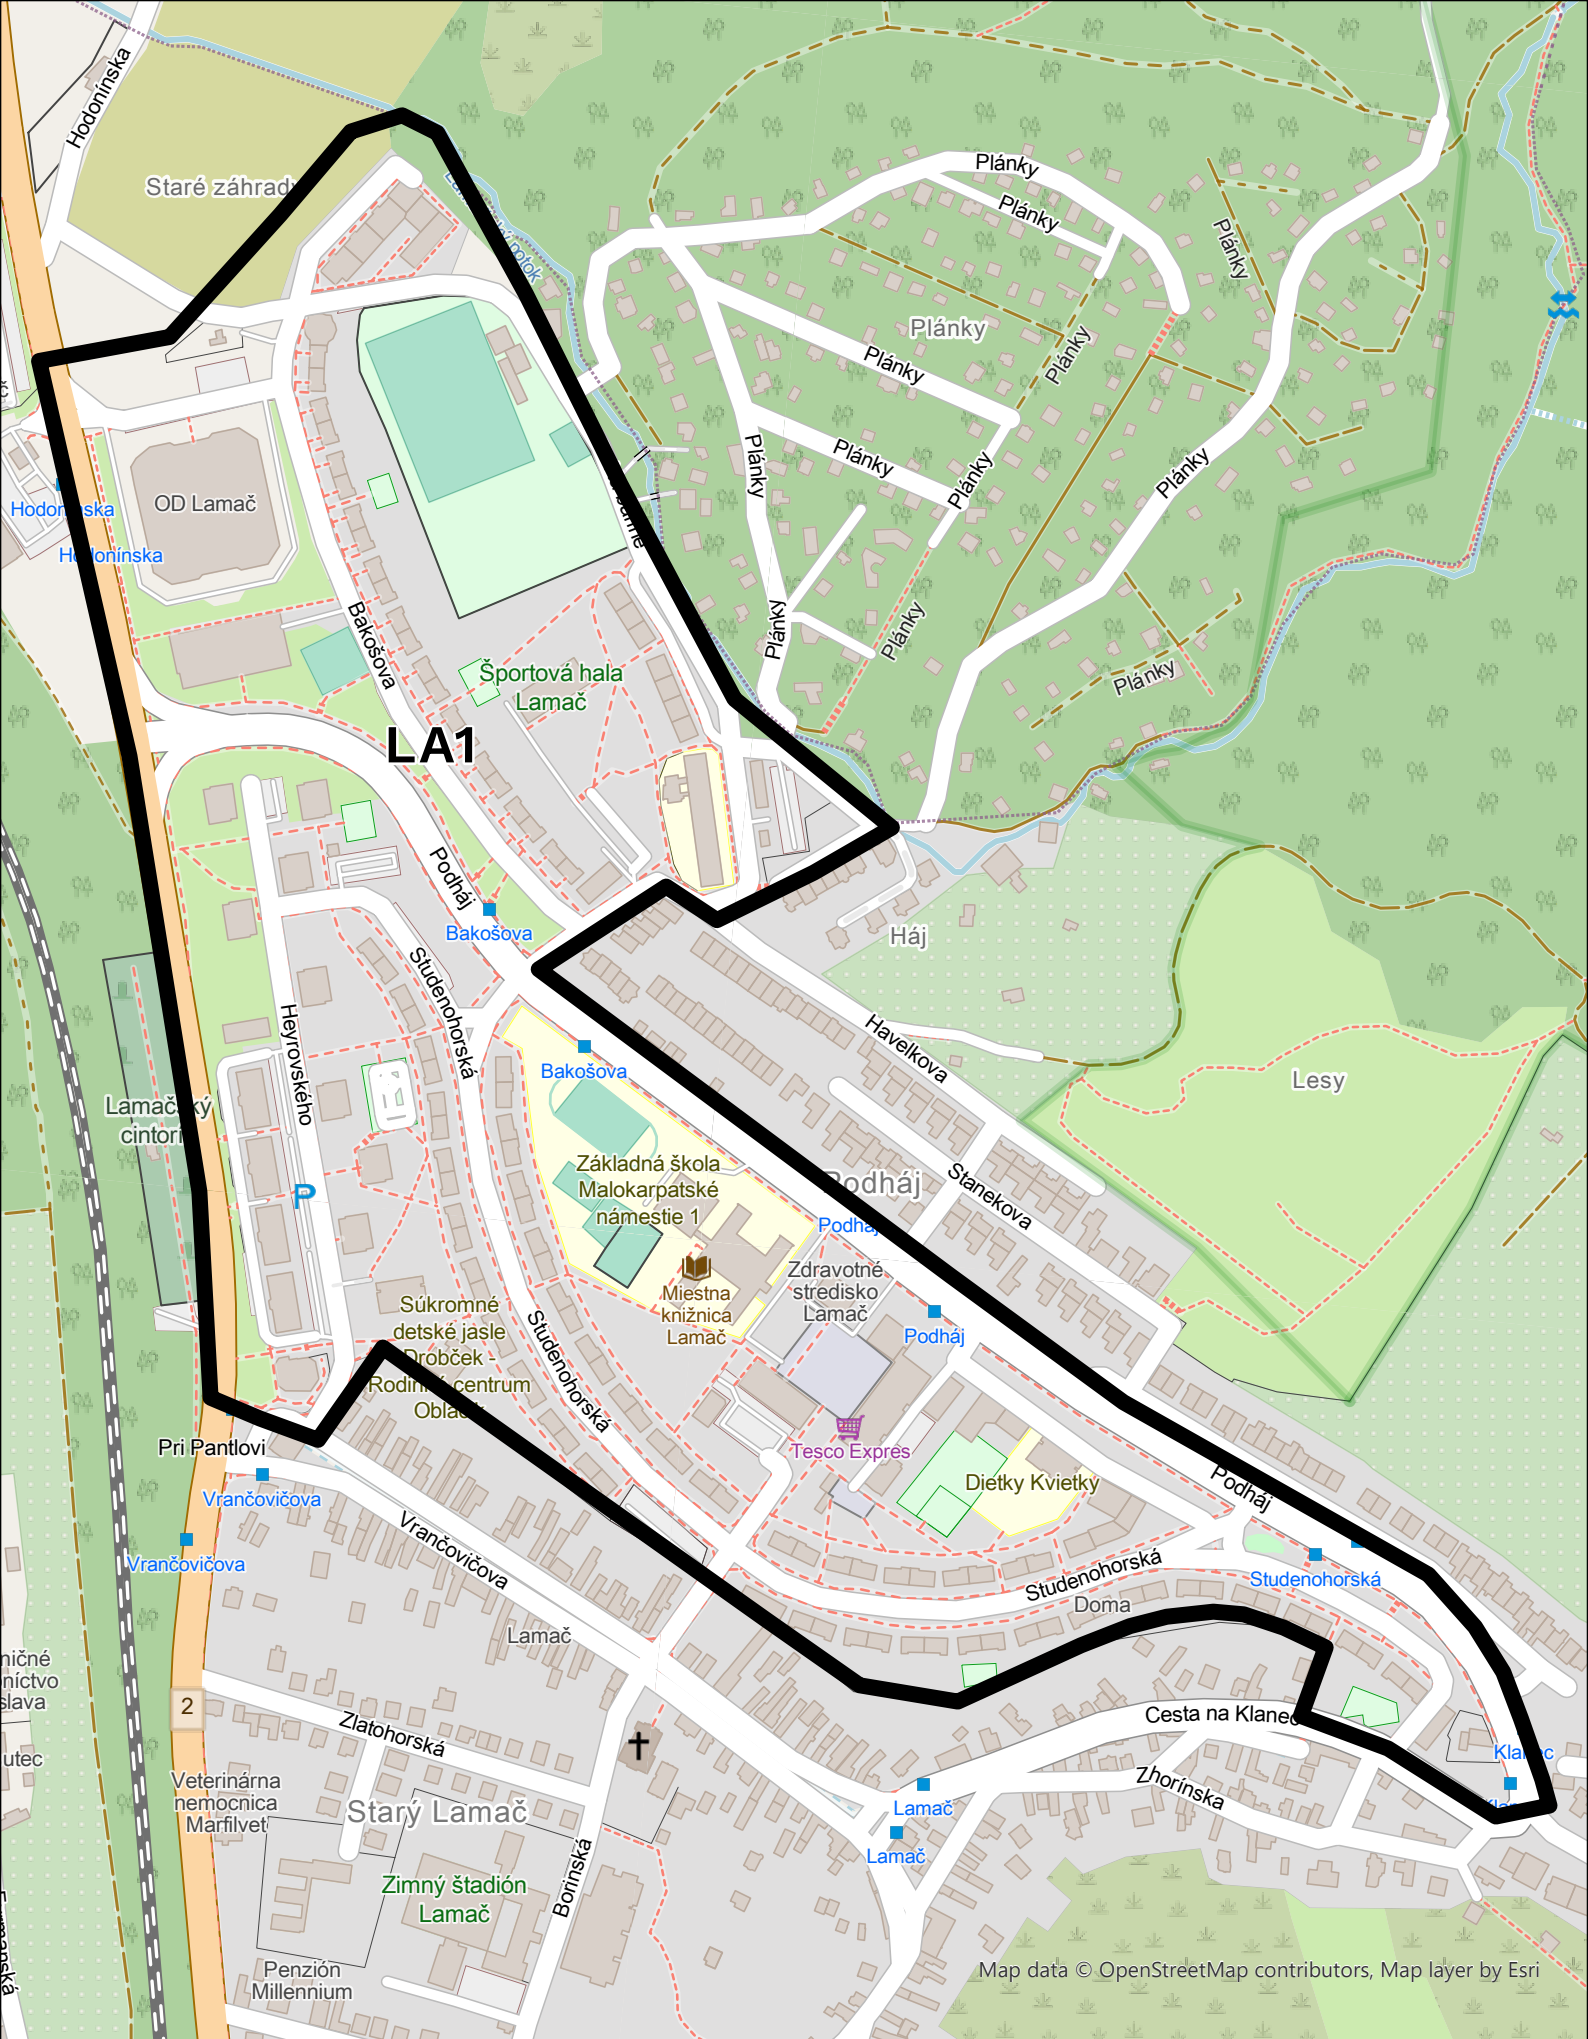 Hodonínska
Staré záhrady
Plánky
Plánky
Plánky
Plánky
Plánky
Plánky
Plánky
Plánky
Plánky
Plánky
Plánky
Plánky
Plánky
Plánky
OD Lamač
Hodonínska
Hodonínska
Bakošova
Športová hala
Lamač
LA1
Podháj
Bakošova
Háj
Studenohorská
Heyrovského
Bakošova
Havelkova
Lesy
Lamačský
cintorín
Základná škola
Malokarpatské
námestie 1
Podháj
Stanekova
Podháj
P
Miestna
knižnica
Lamač
Zdravotné
stredisko
Lamač
Podháj
Súkromné
detské jasle
Drobček -
Rodinné centrum
Studenohorská
Pri Pantlovi
Tesco Expres
Dietky Kvietky
Podháj
Vrančovičova
Vrančovičova
Vrančovičova
Studenohorská
Studenohorská
Doma
Lamač
2
Zlatohorská
Cesta na Klanec
Klanec
Zhorínska
Veterinárna
nemocnica
Marfilvet
Starý Lamač
Lamač
Lamač
Borinská
Zimný štadión
Lamač
Penzión
Millennium
Map data © OpenStreetMap contributors, Map layer by Esri